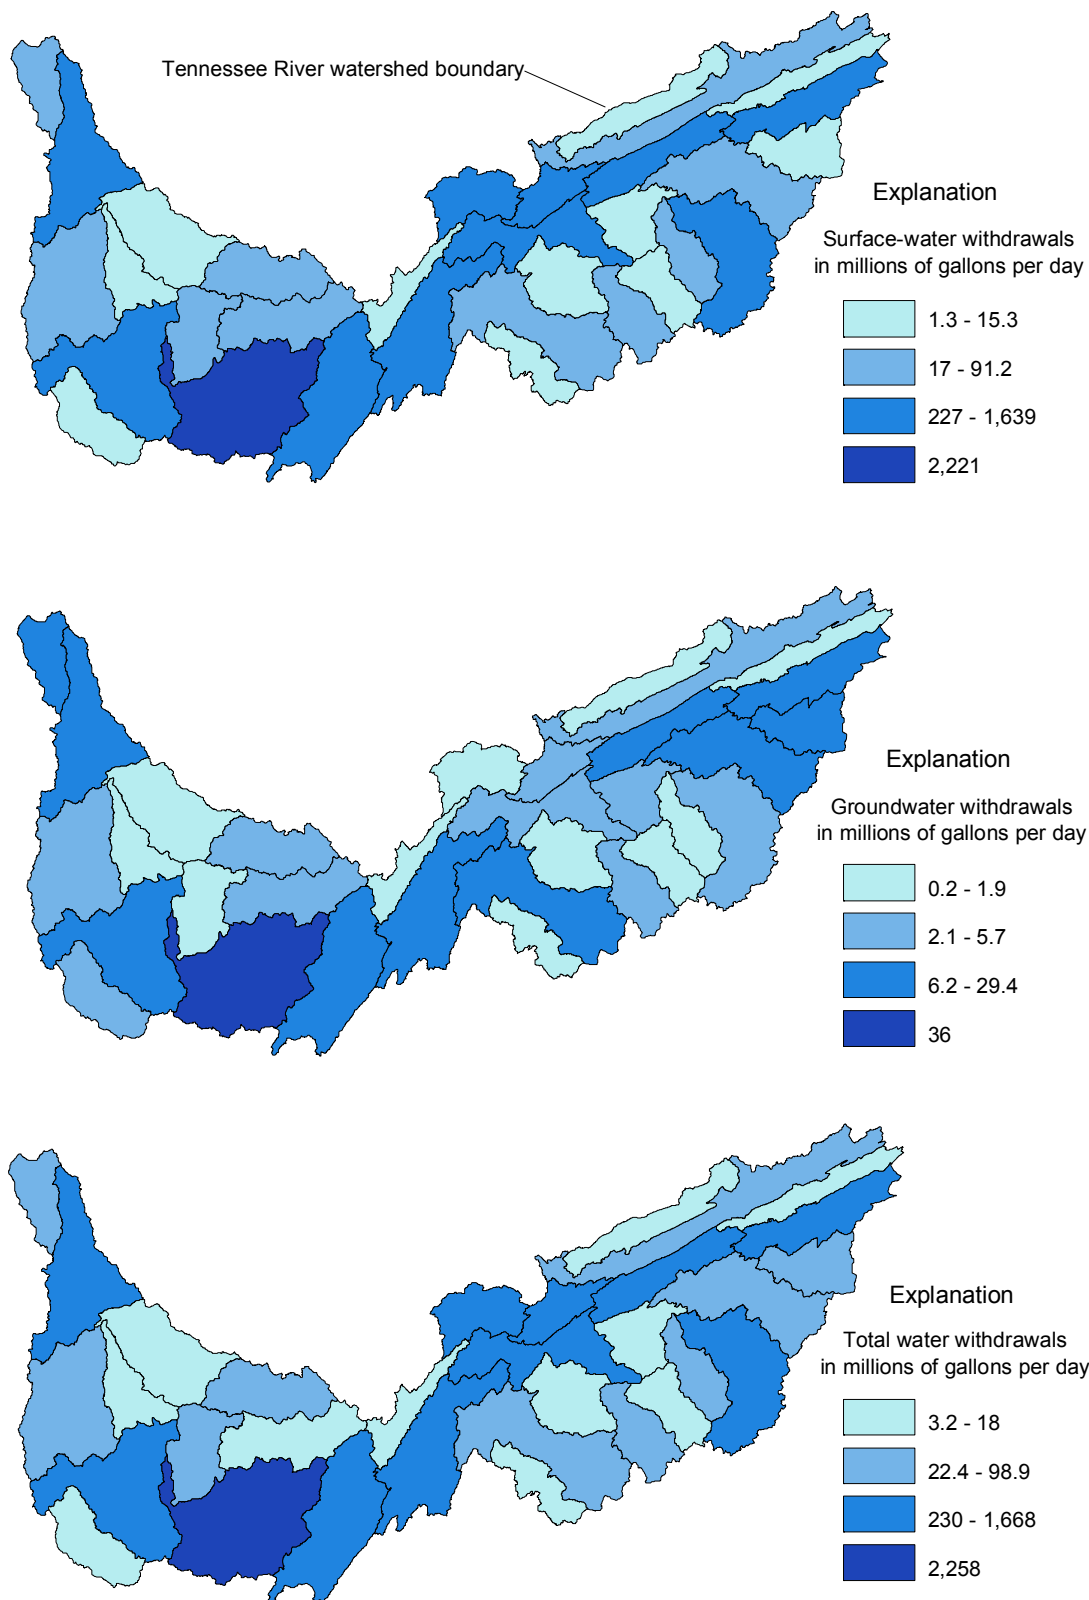 Tennessee River watershed boundary
Explanation
Surface-water withdrawals
in millions of gallons per day
1.3 - 15.3
17 - 91.2
227 - 1,639
2,221
Explanation
Groundwater withdrawals
in millions of gallons per day
0.2 - 1.9
2.1 - 5.7
6.2 - 29.4
36
Explanation
Total water withdrawals
in millions of gallons per day
3.2 - 18
22.4 - 98.9
230 - 1,668
2,258